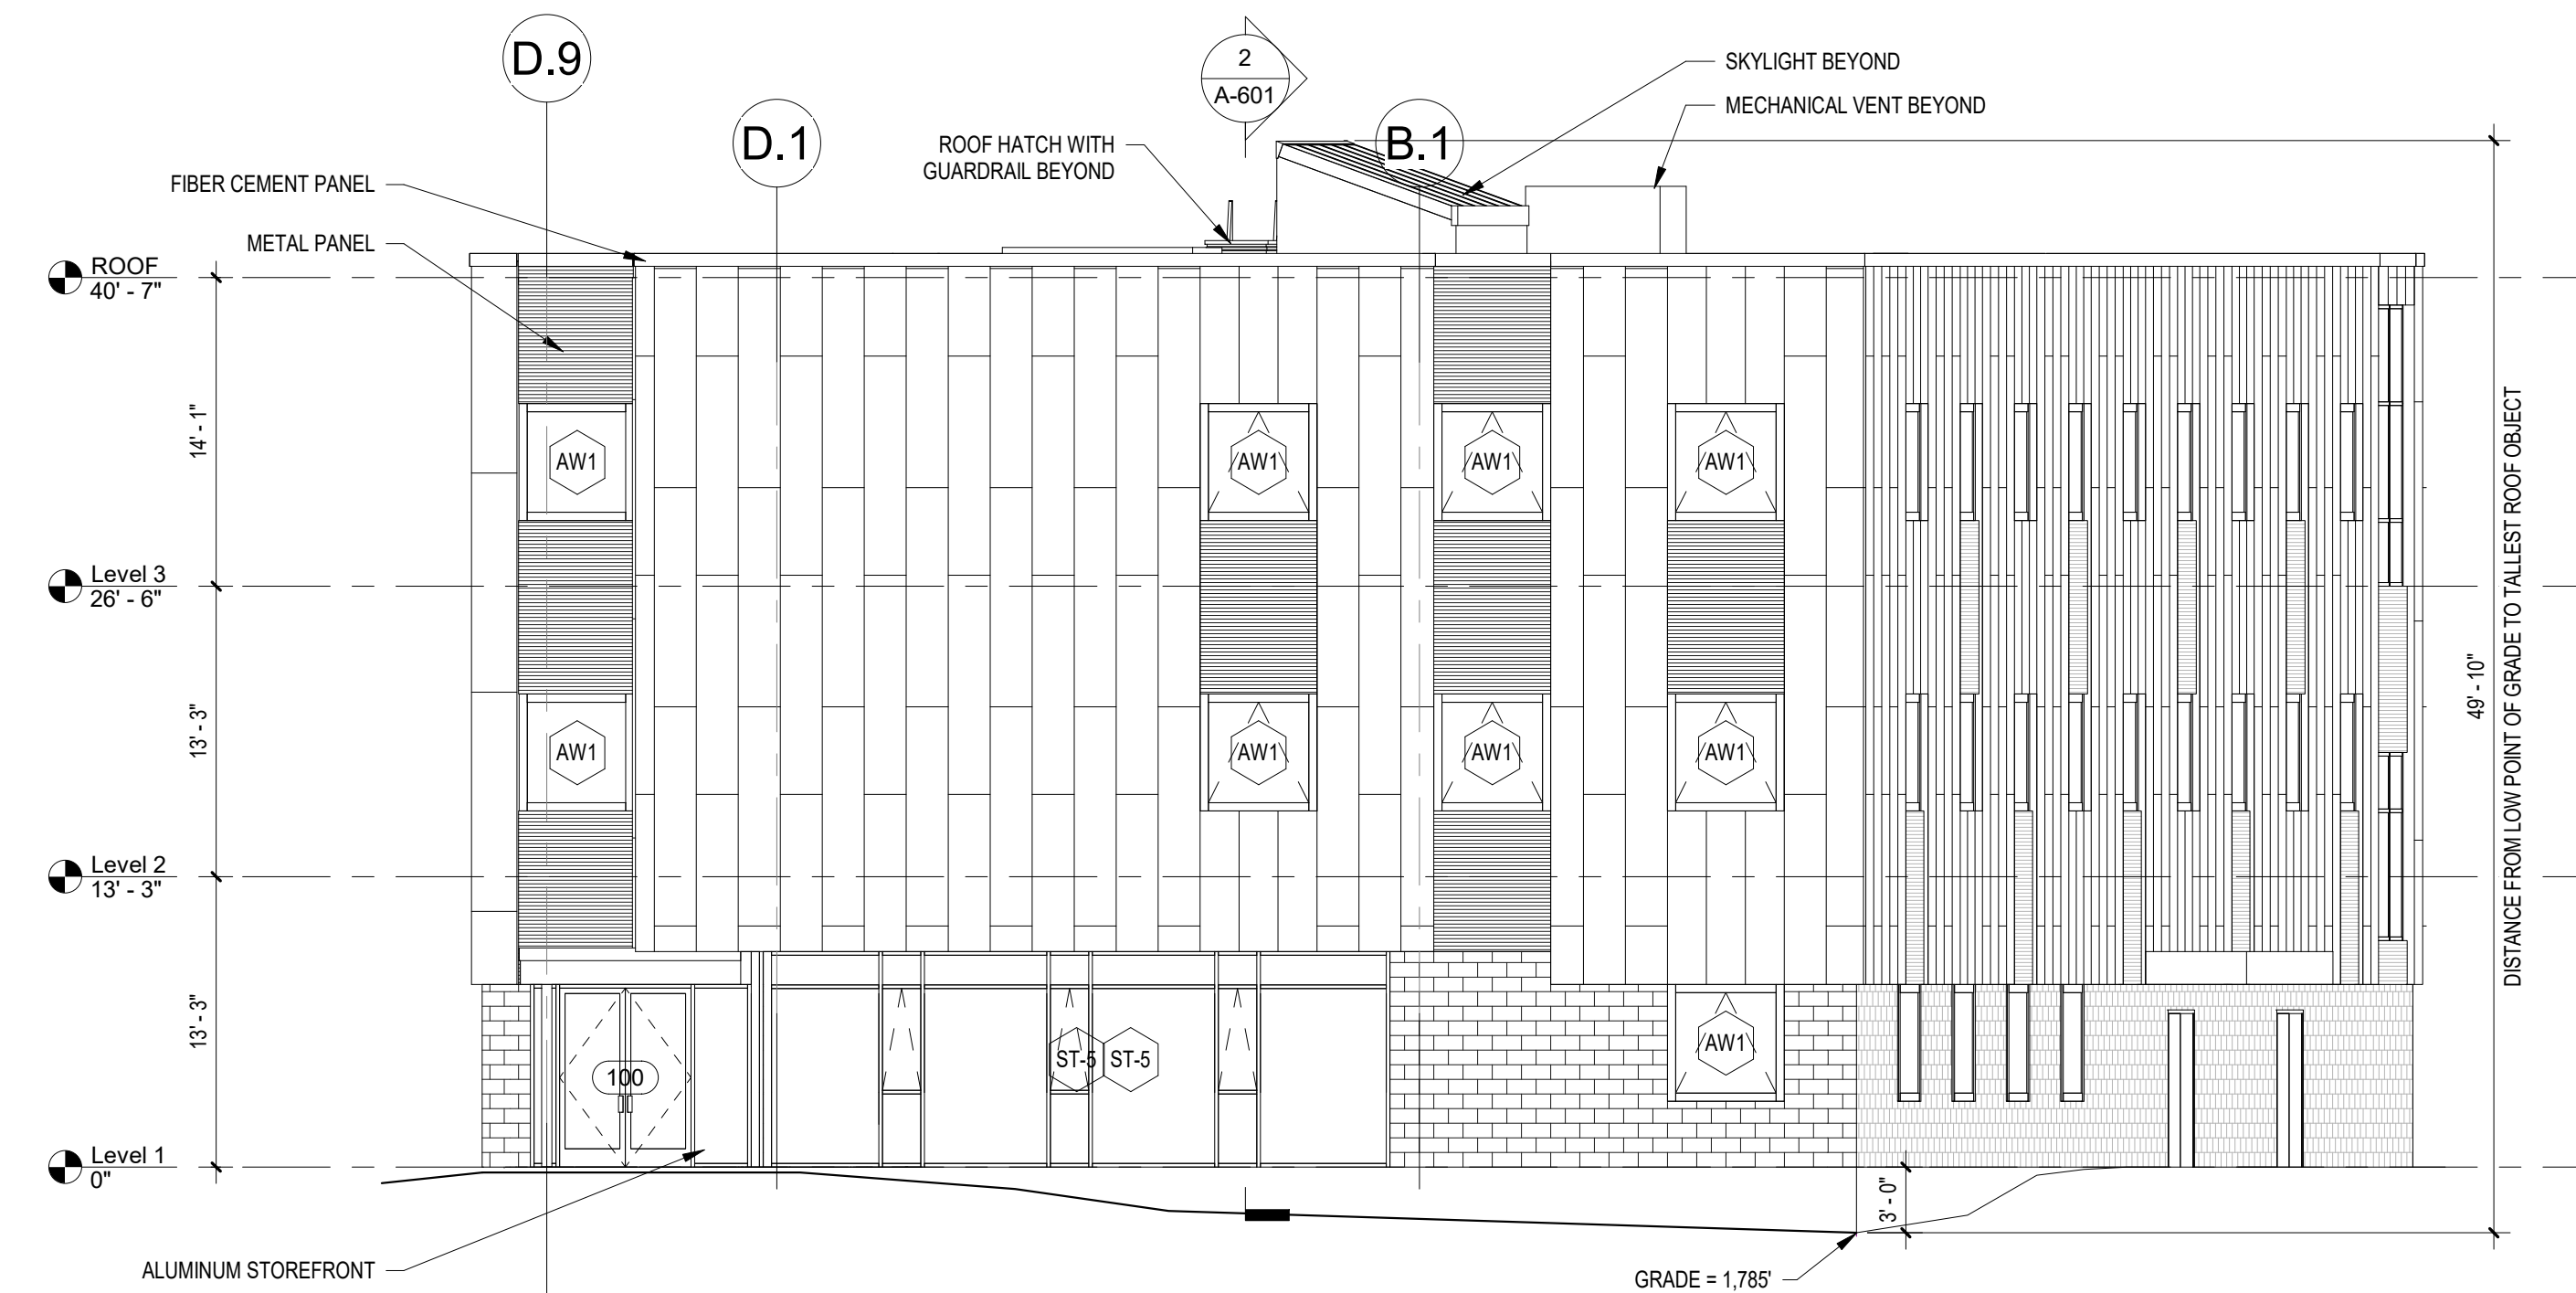 D.9
D.1
2
A-601
B.1
SKYLIGHT BEYOND
MECHANICAL VENT BEYOND
ROOF HATCH WITH
GUARDRAIL BEYOND
FIBER CEMENT PANEL
METAL PANEL
ROOF
40' - 7"
14' - 1"
AW1
AW1
AW1
AW1
Level 3
26' - 6"
13' - 3"
AW1
AW1
AW1
AW1
Level 2
13' - 3"
13' - 3"
100
ST-5
ST-5
AW1
Level 1
0"
3' - 0"
49' - 10"
DISTANCE FROM LOW POINT OF GRADE TO TALLEST ROOF OBJECT
ALUMINUM STOREFRONT
GRADE = 1,785'